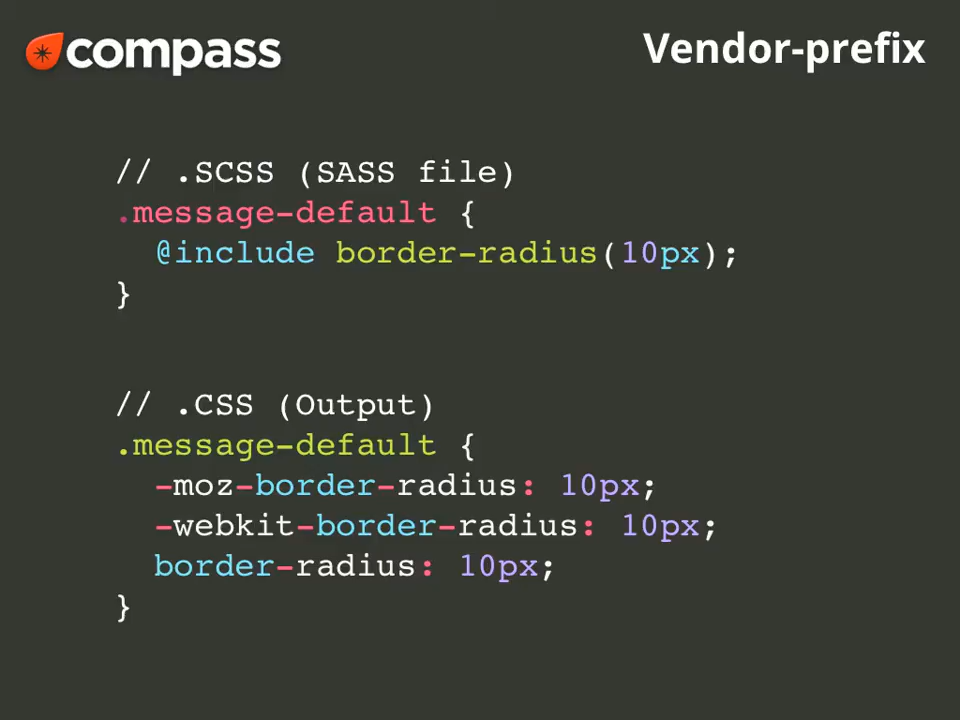 compass
Vendor-prefix
// .SCSS (SASS file)
.message-default {
  @include border-radius(10px);
}
// .CSS (Output)
.message-default {
  -moz-border-radius: 10px;
  -webkit-border-radius: 10px;
  border-radius: 10px;
}